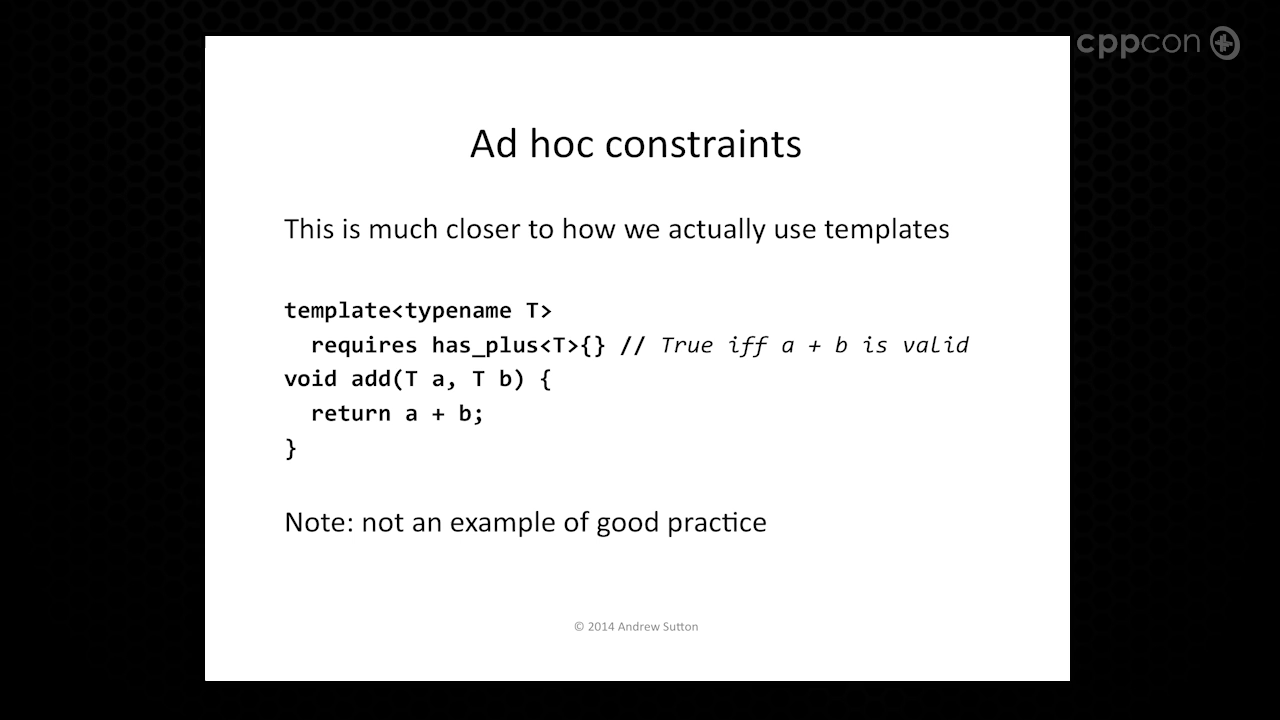 cppcon
Ad hoc constraints
This is much closer to how we actually use templates
template<typename T>
  requires has_plus<T>{} // True iff a + b is valid
void add(T a, T b) {
  return a + b;
}
Note: not an example of good practice
© 2014 Andrew Sutton